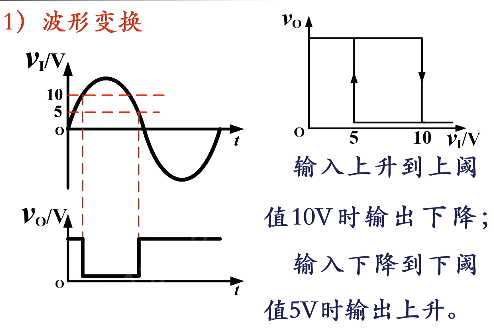 1）波形变换
vI/V
10
5
O
t
vO/V
O
t
vO
O
5
10
vI/V
输入上升到上阈
值10V时输出下降；
输入下降到下阈
值5V时输出上升。